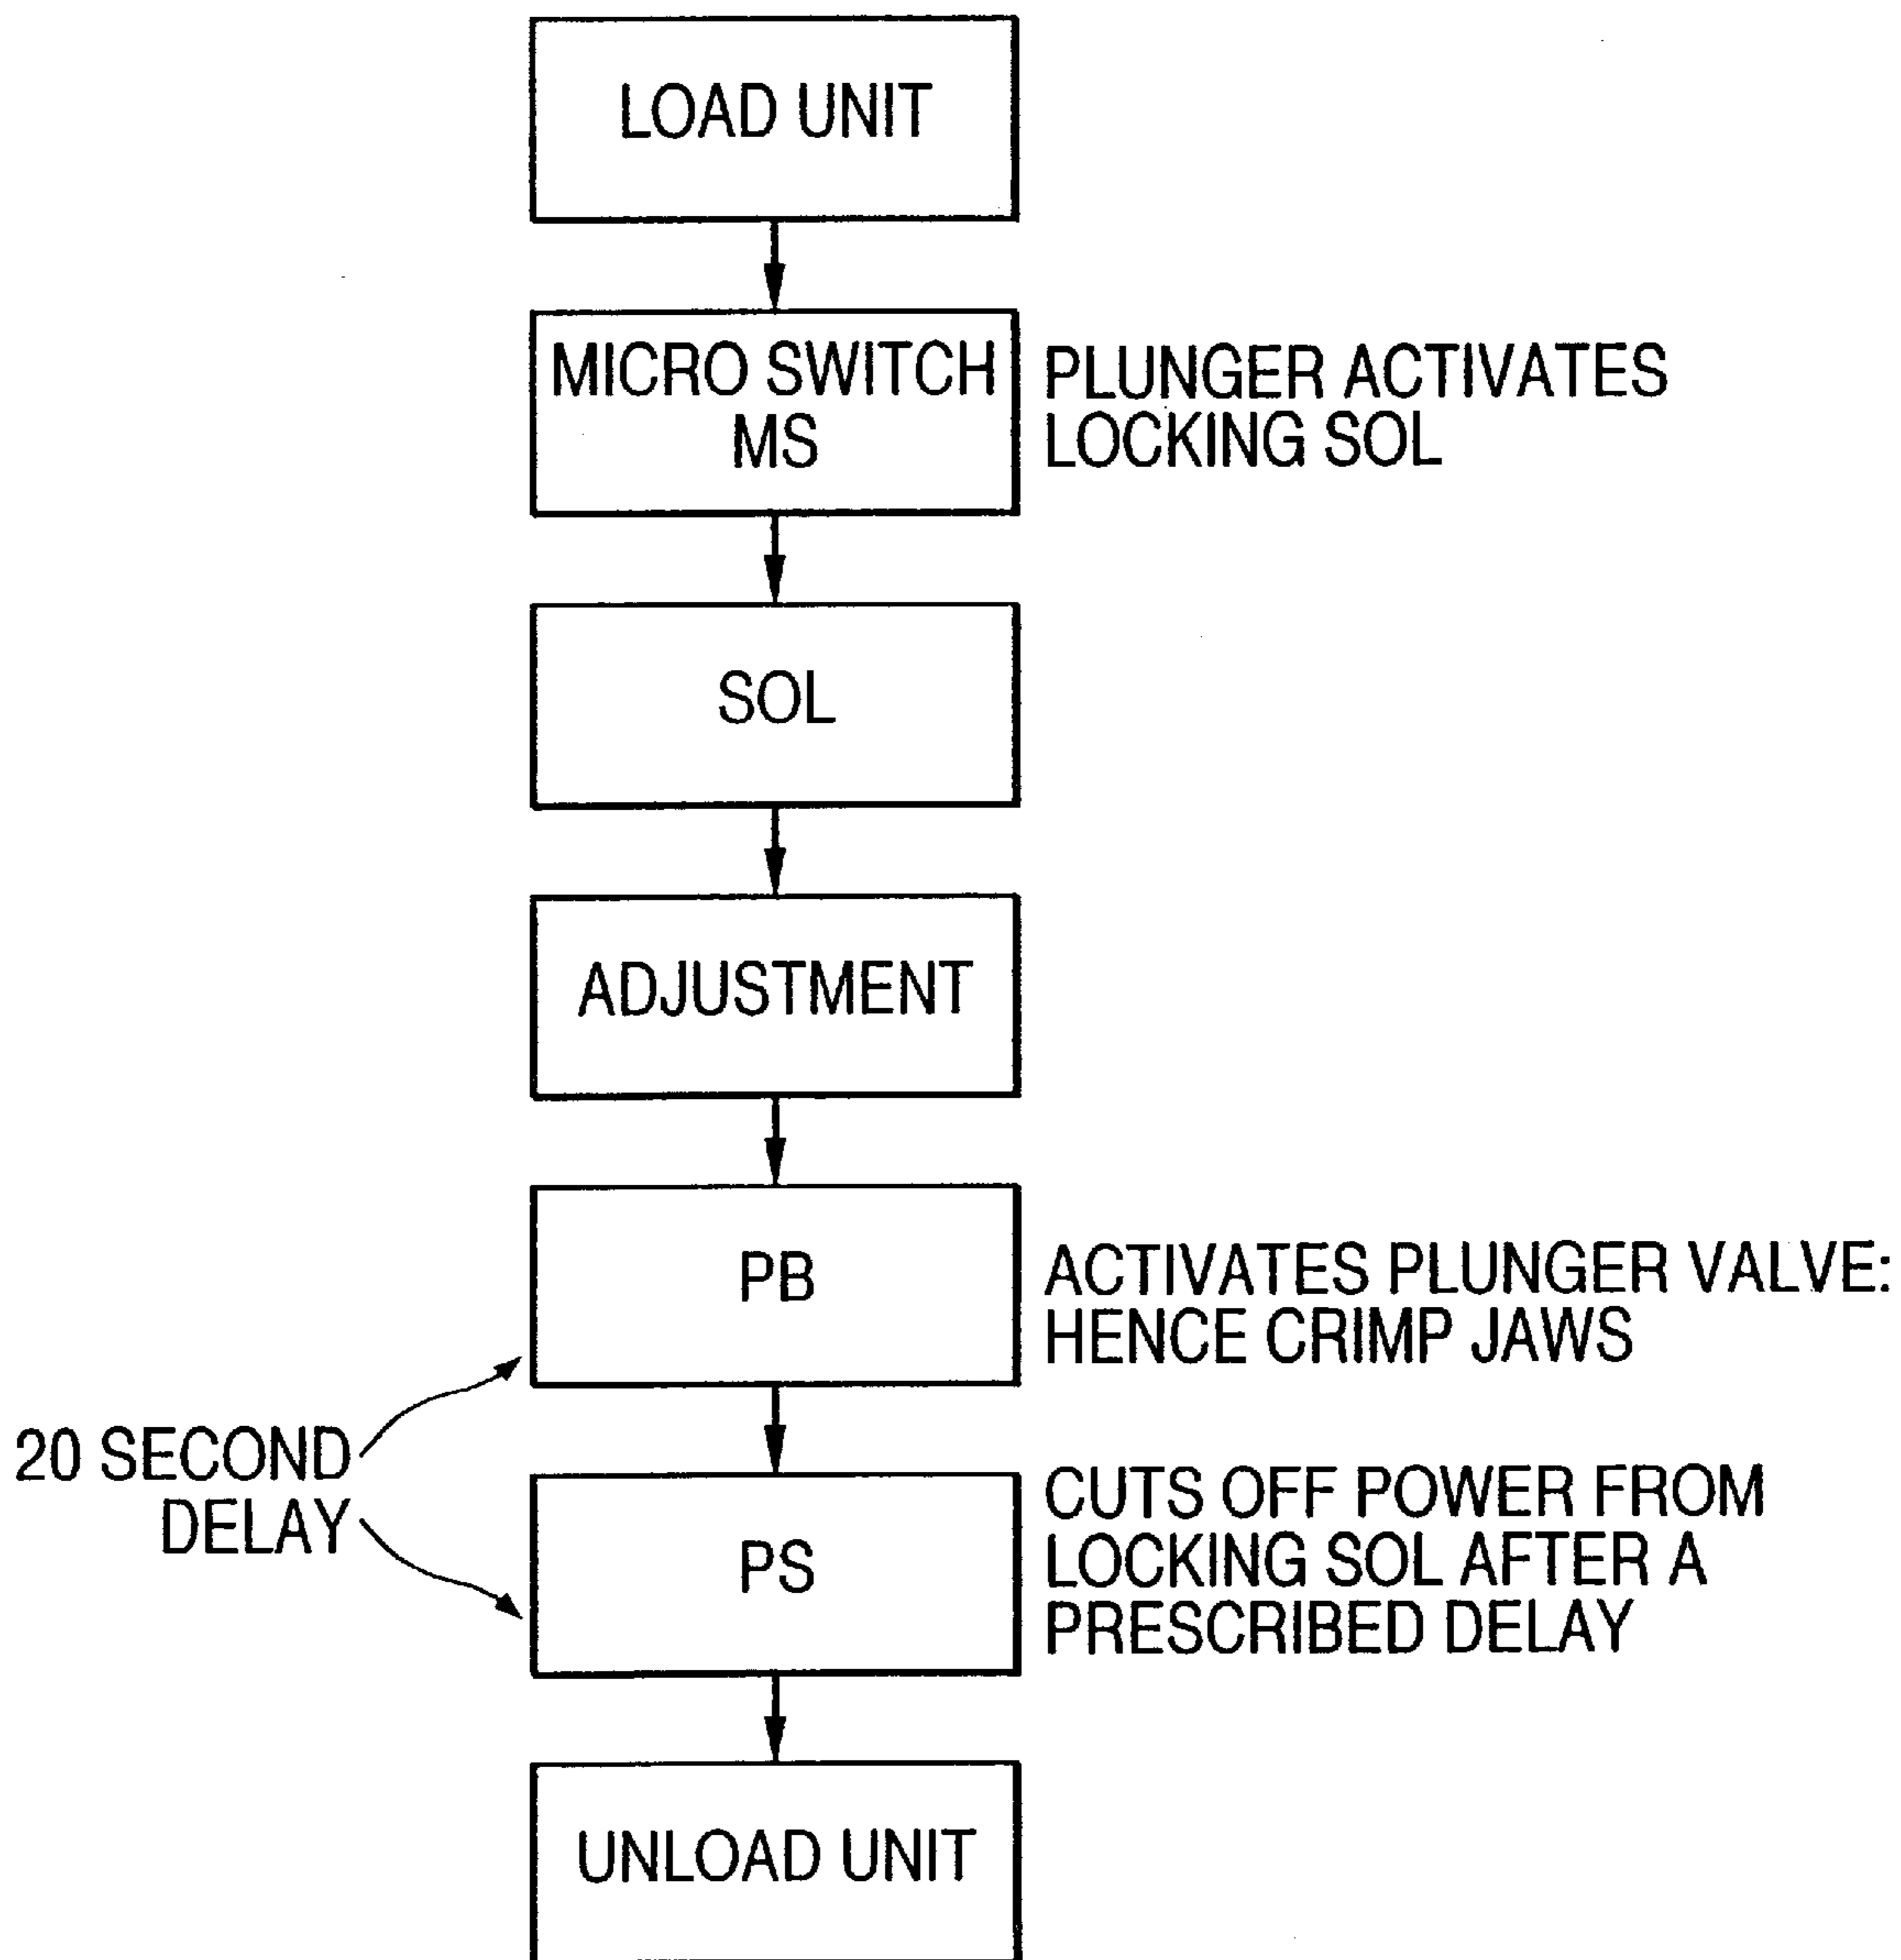 LOAD UNIT
MICRO SWITCH
MS
PLUNGER ACTIVATES
LOCKING SOL
SOL
ADJUSTMENT
PB
ACTIVATES PLUNGER VALVE:
HENCE CRIMP JAWS
20 SECOND
DELAY
PS
CUTS OFF POWER FROM
LOCKING SOL AFTER A
PRESCRIBED DELAY
UNLOAD UNIT